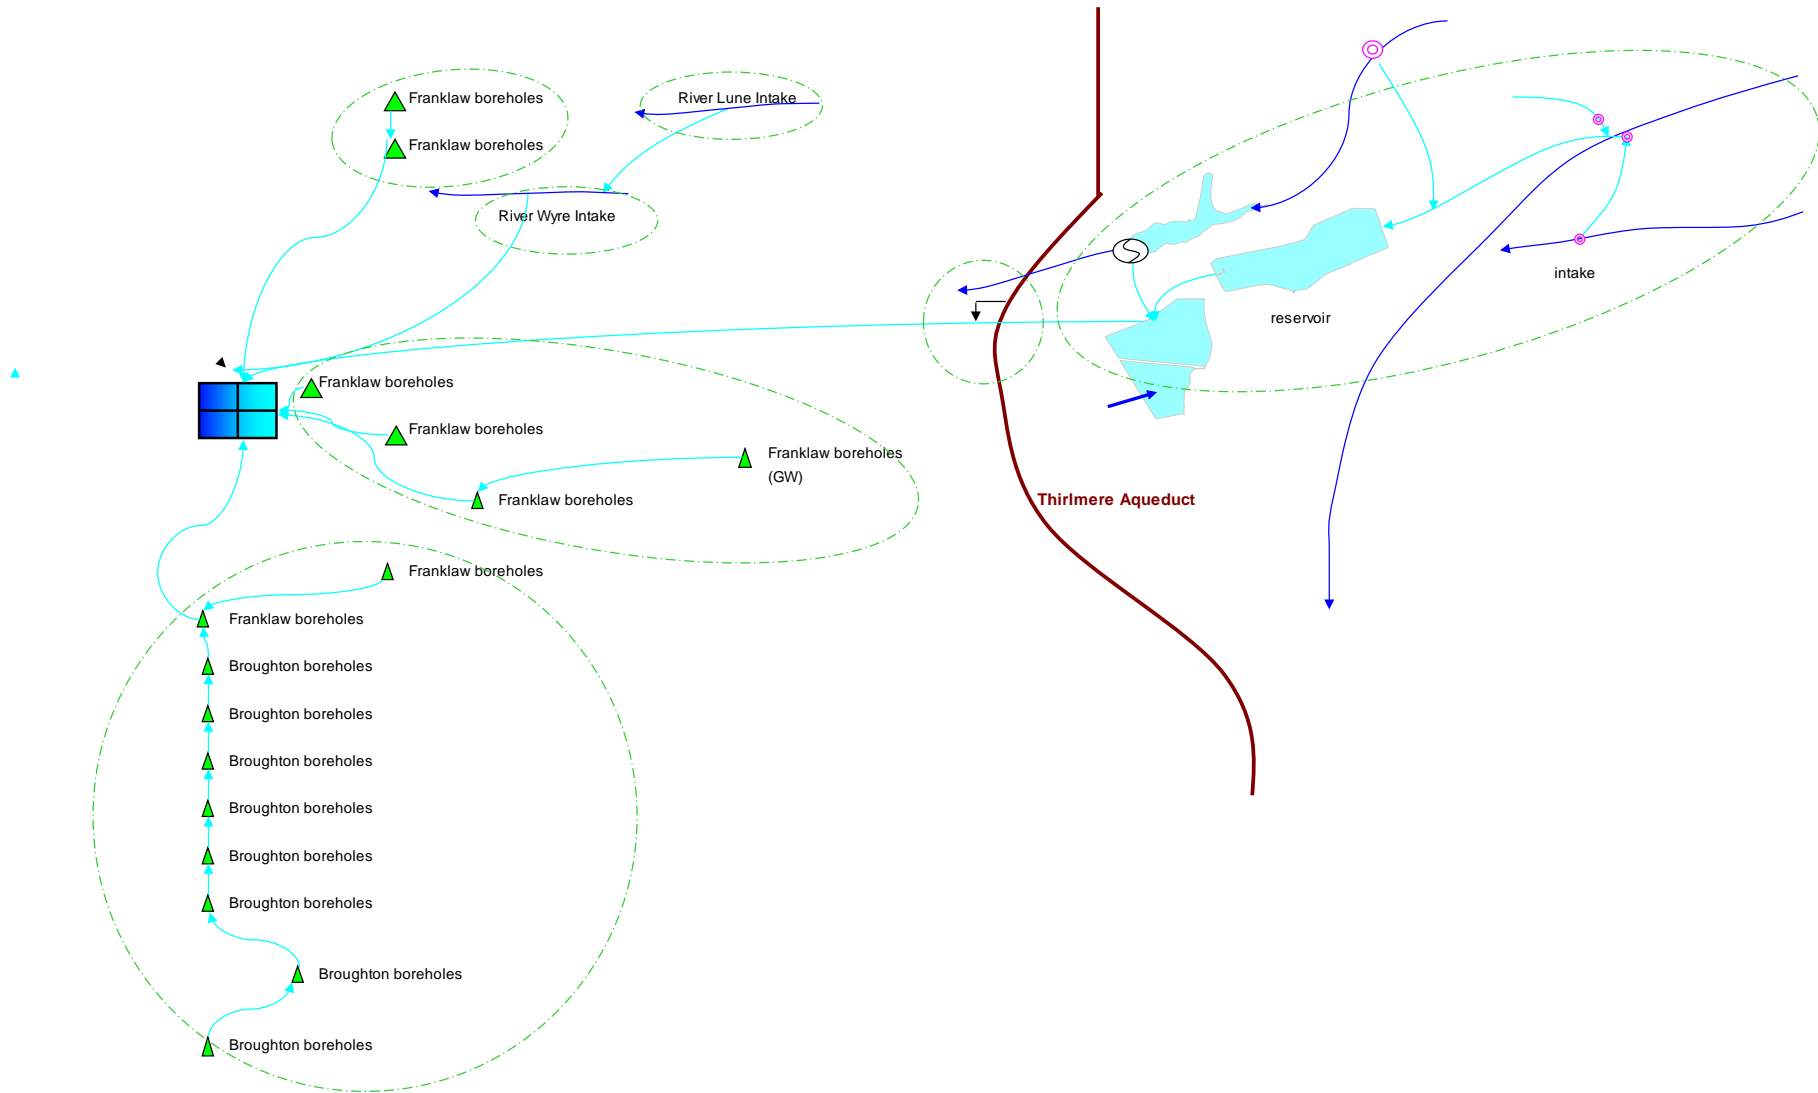 Franklaw boreholes
River Lune Intake
Franklaw boreholes
River Wyre Intake
intake
reservoir
Franklaw boreholes
Franklaw boreholes
Franklaw boreholes
(GW)
Franklaw boreholes
Thirlmere Aqueduct
Franklaw boreholes
Franklaw boreholes
Broughton boreholes
Broughton boreholes
Broughton boreholes
Broughton boreholes
Broughton boreholes
Broughton boreholes
Broughton boreholes
Broughton boreholes